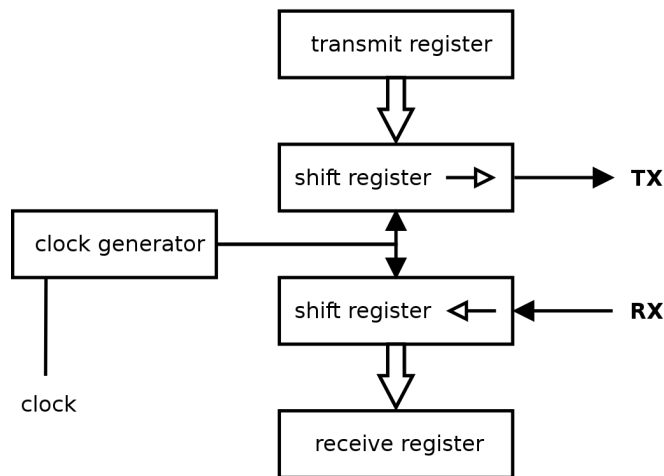 transmit register
shift register
TX
clock generator
shift register
RX
clock
receive register